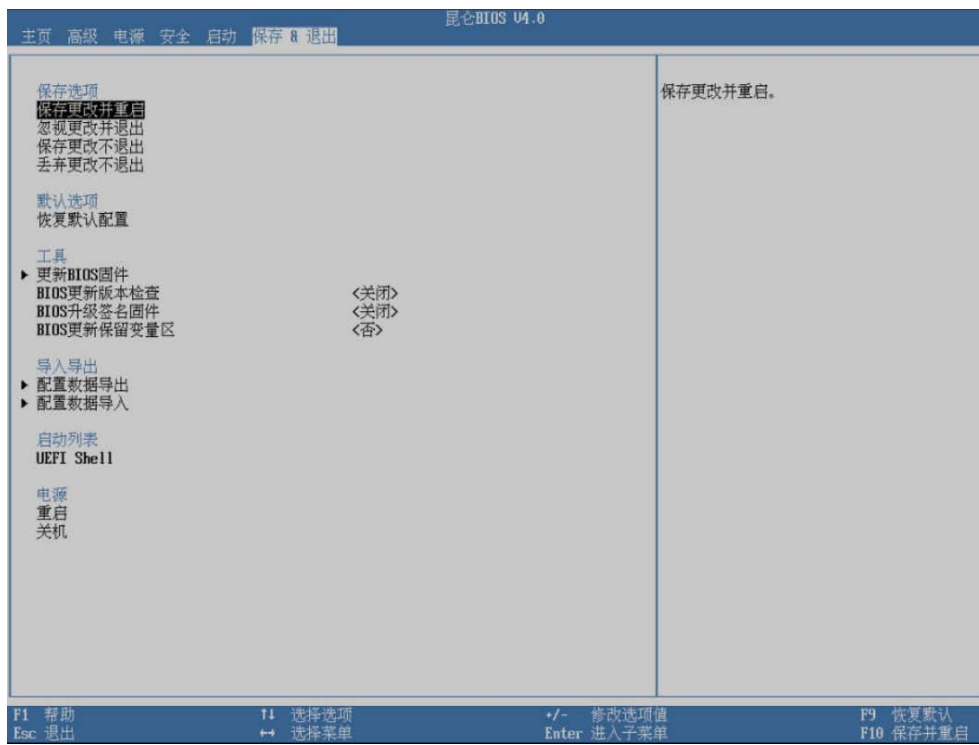 昆仑BIOS V4.0
主页 高级 电源 安全 启动 保存 & 退出
保存选项
保存更改并重启
忽视更改并退出
保存更改不退出
丢弃更改不退出
默认选项
恢复默认配置
工具
更新BIOS固件
BIOS更新版本检查 <关闭>
BIOS升级签名固件 <关闭>
BIOS更新保留变量区 <否>
导入导出
配置数据导出
配置数据导入
启动列表
UEFI Shell
电源
重启
关机
保存更改并重启。
F1 帮助 ↑↓ 选择选项 +/- 修改选项值 F9 恢复默认
Esc 退出 ↔ 选择菜单 Enter 进入子菜单 F10 保存并重启